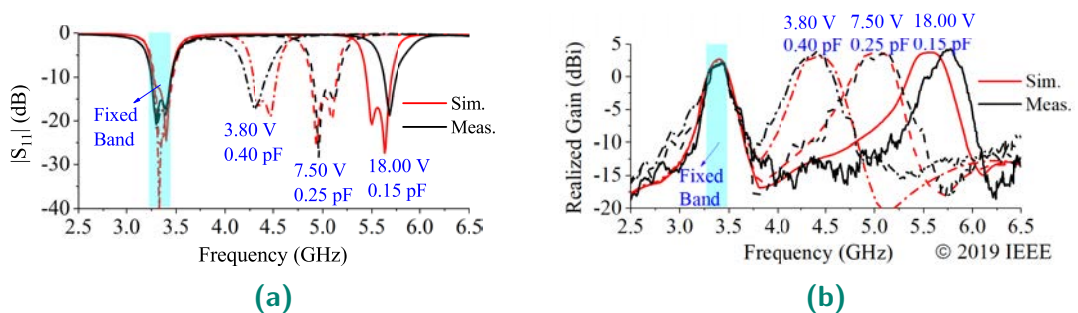 |S11| (dB)
0
-10
-20
-30
-40
Fixed
Band
3.80 V
0.40 pF
7.50 V
0.25 pF
18.00 V
0.15 pF
Sim.
Meas.
2.5 3.0 3.5 4.0 4.5 5.0 5.5 6.0 6.5
Frequency (GHz)
(a)
Realized Gain (dBi)
5
0
-5
-10
-15
-20
3.80 V 7.50 V 18.00 V
0.40 pF 0.25 pF 0.15 pF
Sim.
Meas.
Fixed
Band
2.5 3.0 3.5 4.0 4.5 5.0 5.5 6.0 6.5
Frequency (GHz)
© 2019 IEEE
(b)